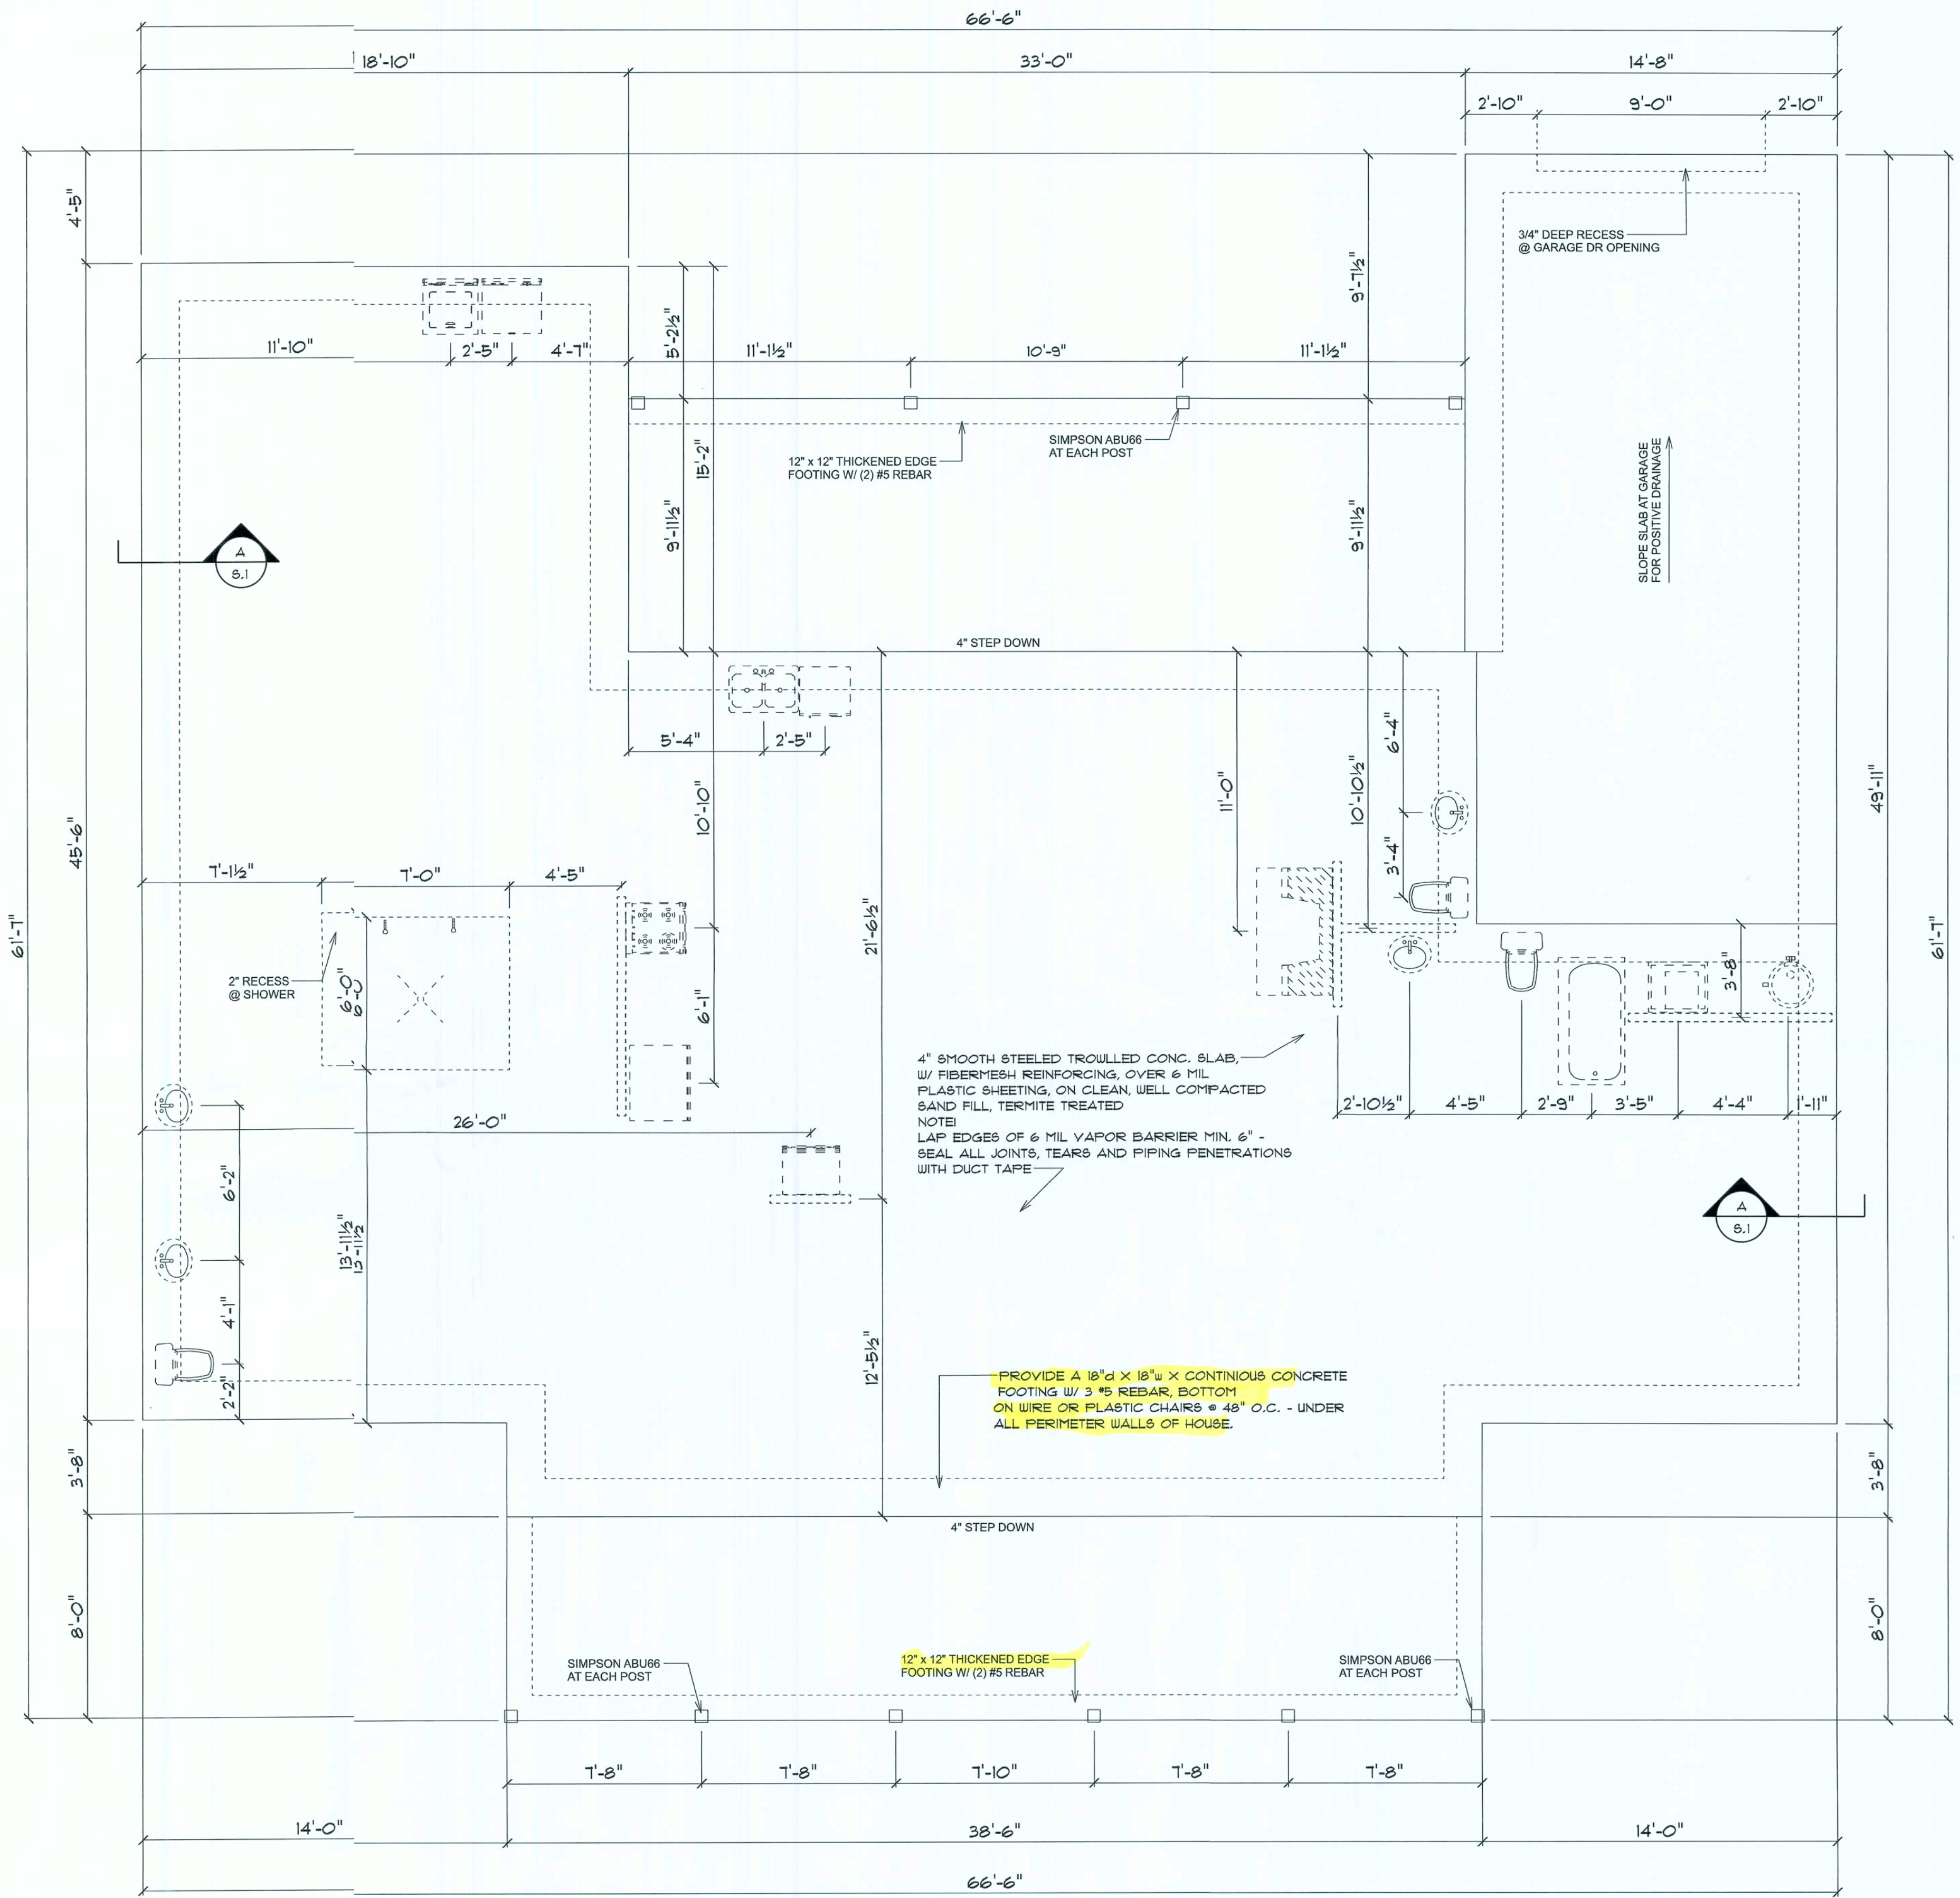 66'-6"
18'-10"
33'-0"
14'-8"
2'-10"
9'-0"
2'-10"
4'-5"
3/4" DEEP RECESS
@ GARAGE DR OPENING
9'-7½"
5'-2½"
11'-10"
2'-5"
4'-7"
11'-1½"
10'-9"
11'-1½"
SIMPSON ABU66
AT EACH POST
12" x 12" THICKENED EDGE
FOOTING W/ (2) #5 REBAR
15'-2"
9'-11½"
9'-11½"
SLOPE SLAB AT GARAGE
FOR POSITIVE DRAINAGE
A
S.1
4" STEP DOWN
5'-4"
2'-5"
6'-4"
10'-10"
11'-0"
10'-10½"
49'-11"
45'-6"
3'-4"
7'-1½"
7'-0"
4'-5"
61'-7"
21'-6½"
61'-7"
2" RECESS
@ SHOWER
6'-0"
6'-0"
6'-1"
3'-8"
4" SMOOTH STEELED TROWLLED CONC. SLAB,
W/ FIBERMESH REINFORCING, OVER 6 MIL
PLASTIC SHEETING, ON CLEAN, WELL COMPACTED
SAND FILL, TERMITE TREATED
NOTE:
LAP EDGES OF 6 MIL VAPOR BARRIER MIN. 6" -
SEAL ALL JOINTS, TEARS AND PIPING PENETRATIONS
WITH DUCT TAPE
2'-10½"
4'-5"
2'-9"
3'-5"
4'-4"
1'-11"
26'-0"
6'-2"
A
S.1
13'-11½"
13'-11½
4'-1"
12'-5½"
2'-2"
PROVIDE A 18"d X 18"w X CONTINIOUS CONCRETE
FOOTING W/ 3 #5 REBAR, BOTTOM
ON WIRE OR PLASTIC CHAIRS @ 48" O.C. - UNDER
ALL PERIMETER WALLS OF HOUSE.
3'-8"
3'-8"
4" STEP DOWN
8'-0"
8'-0"
SIMPSON ABU66
AT EACH POST
12" x 12" THICKENED EDGE
FOOTING W/ (2) #5 REBAR
SIMPSON ABU66
AT EACH POST
7'-8"
7'-8"
7'-10"
7'-8"
7'-8"
14'-0"
38'-6"
14'-0"
66'-6"